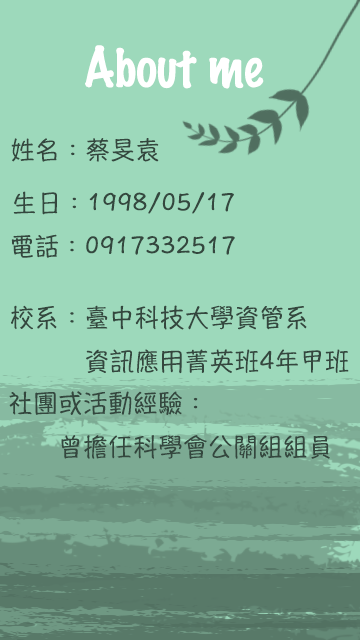 About me
姓名：蔡旻袁
生日：1998/05/17
電話：0917332517
校系：臺中科技大學資管系
資訊應用菁英班4年甲班
社團或活動經驗：
曾擔任科學會公關組組員